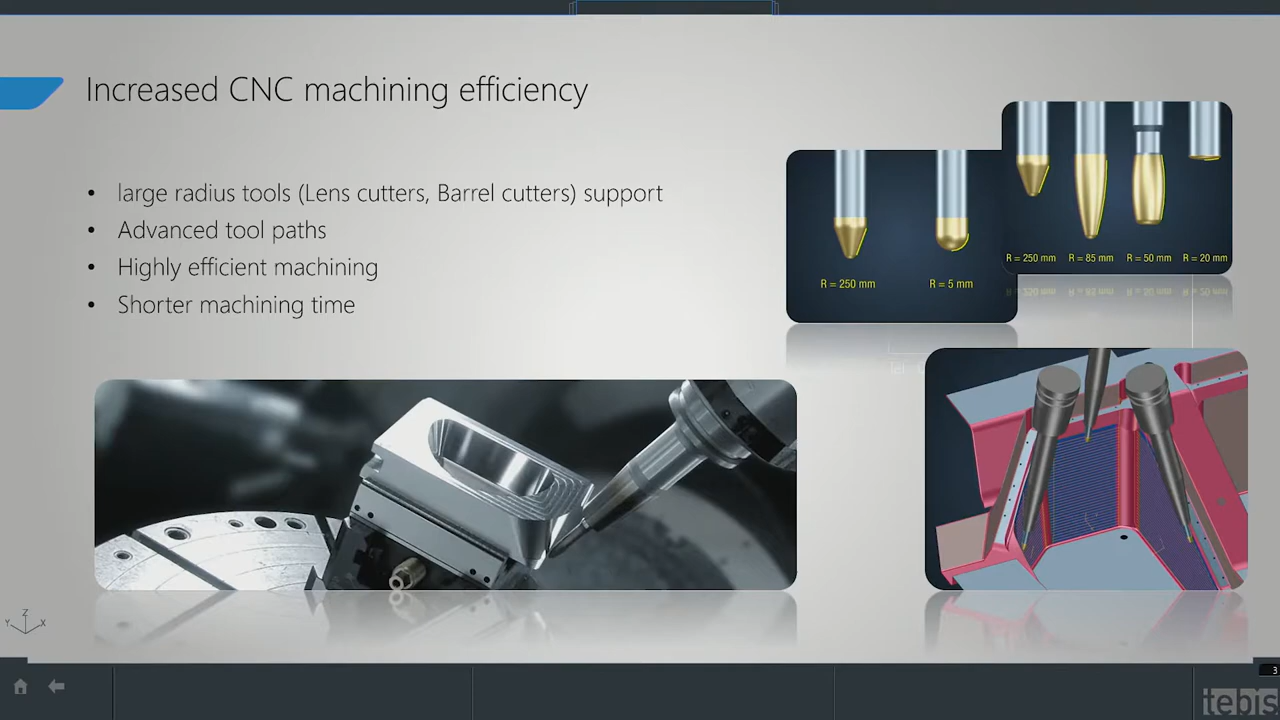 Increased CNC machining efficiency
• large radius tools (Lens cutters, Barrel cutters) support
• Advanced tool paths
• Highly efficient machining
• Shorter machining time
R = 250 mm
R = 5 mm
R = 250 mm
R = 85 mm
R = 50 mm
R = 20 mm
Z
Y
X
3
tebis